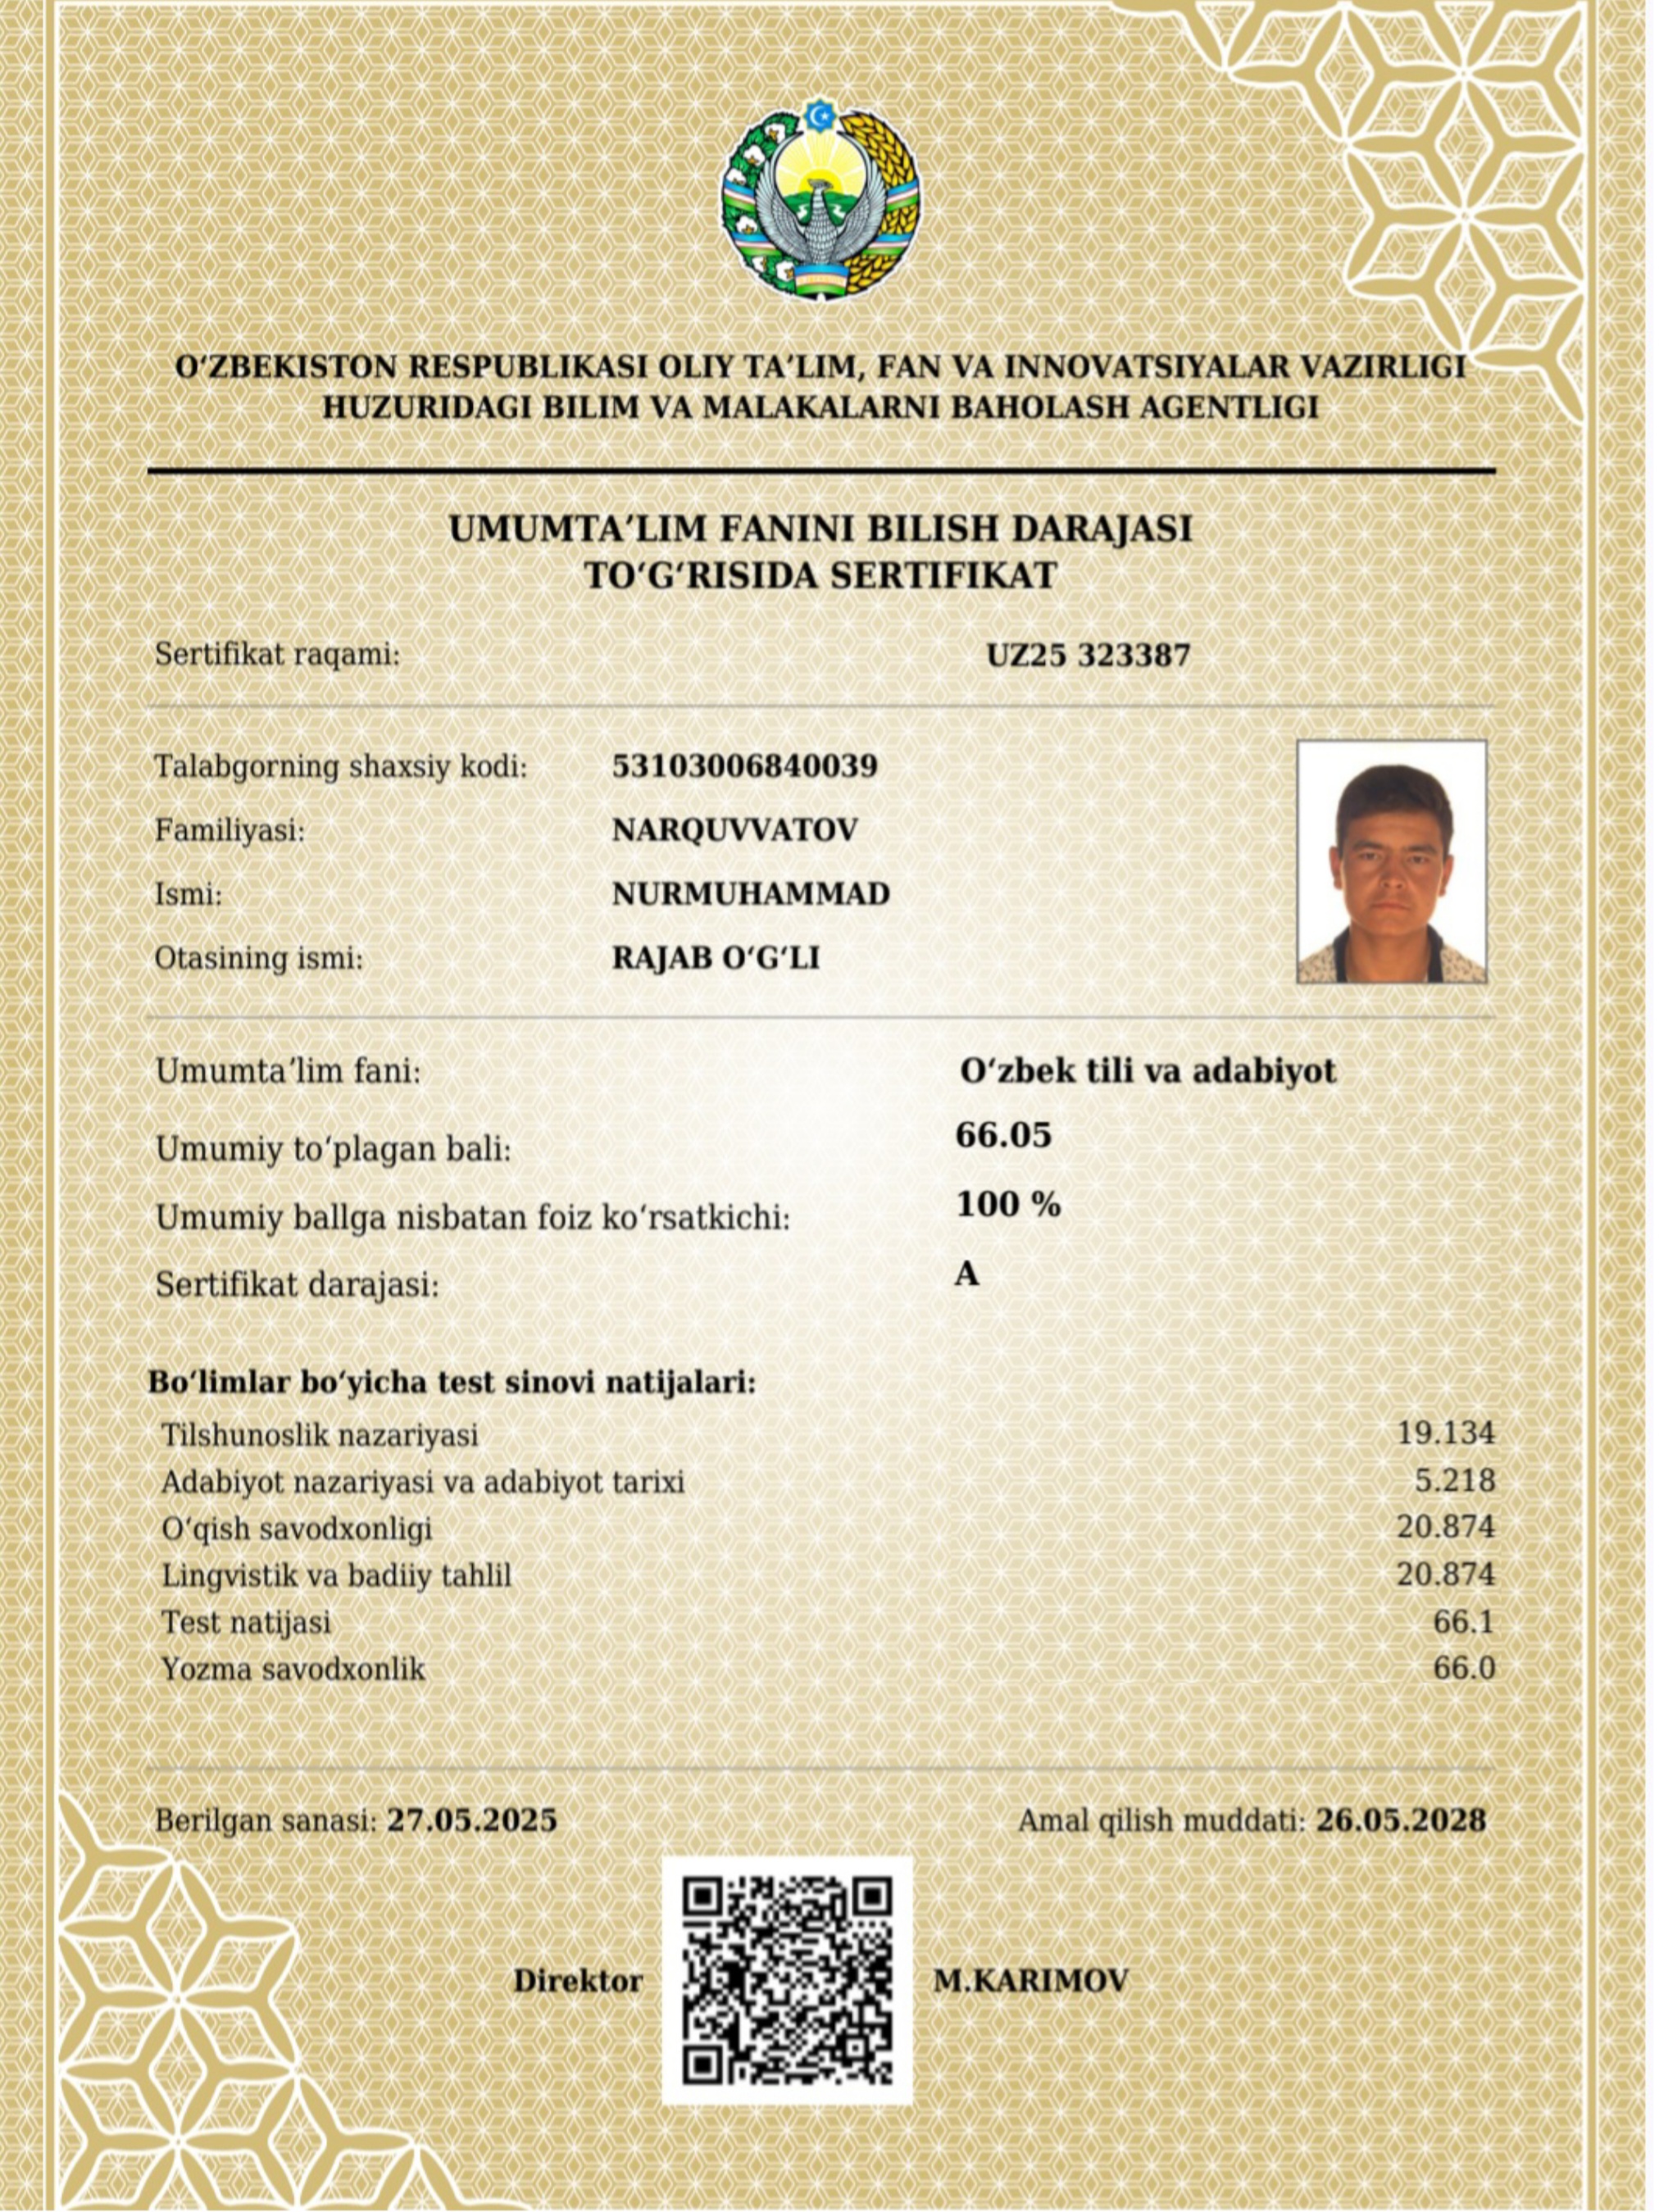 O‘ZBEKISTON RESPUBLIKASI OLIY TA’LIM, FAN VA INNOVATSIYALAR VAZIRLIGI
HUZURIDAGI BILIM VA MALAKALARNI BAHOLASH AGENTLIGI
UMUMTA’LIM FANINI BILISH DARAJASI
TO‘G‘RISIDA SERTIFIKAT
Sertifikat raqami: UZ25 323387
Talabgorning shaxsiy kodi: 53103006840039
Familiyasi: NARQUVVATOV
Ismi: NURMUHAMMAD
Otasining ismi: RAJAB O‘G‘LI
Umumta’lim fani: O‘zbek tili va adabiyot
Umumiy to‘plagan bali: 66.05
Umumiy ballga nisbatan foiz ko‘rsatkichi: 100 %
Sertifikat darajasi: A
Bo‘limlar bo‘yicha test sinovi natijalari:
Tilshunoslik nazariyasi 19.134
Adabiyot nazariyasi va adabiyot tarixi 5.218
O‘qish savodxonligi 20.874
Lingvistik va badiiy tahlil 20.874
Test natijasi 66.1
Yozma savodxonlik 66.0
Berilgan sanasi: 27.05.2025 Amal qilish muddati: 26.05.2028
Direktor M.KARIMOV